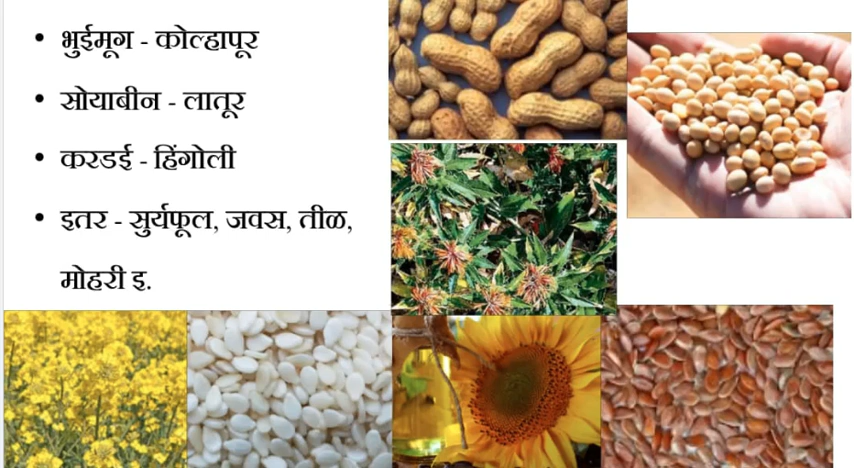 • भुईमूग - कोल्हापूर
• सोयाबीन - लातूर
• करडई - हिंगोली
• इतर - सुर्यफूल, जवस, तीळ,
मोहरी इ.